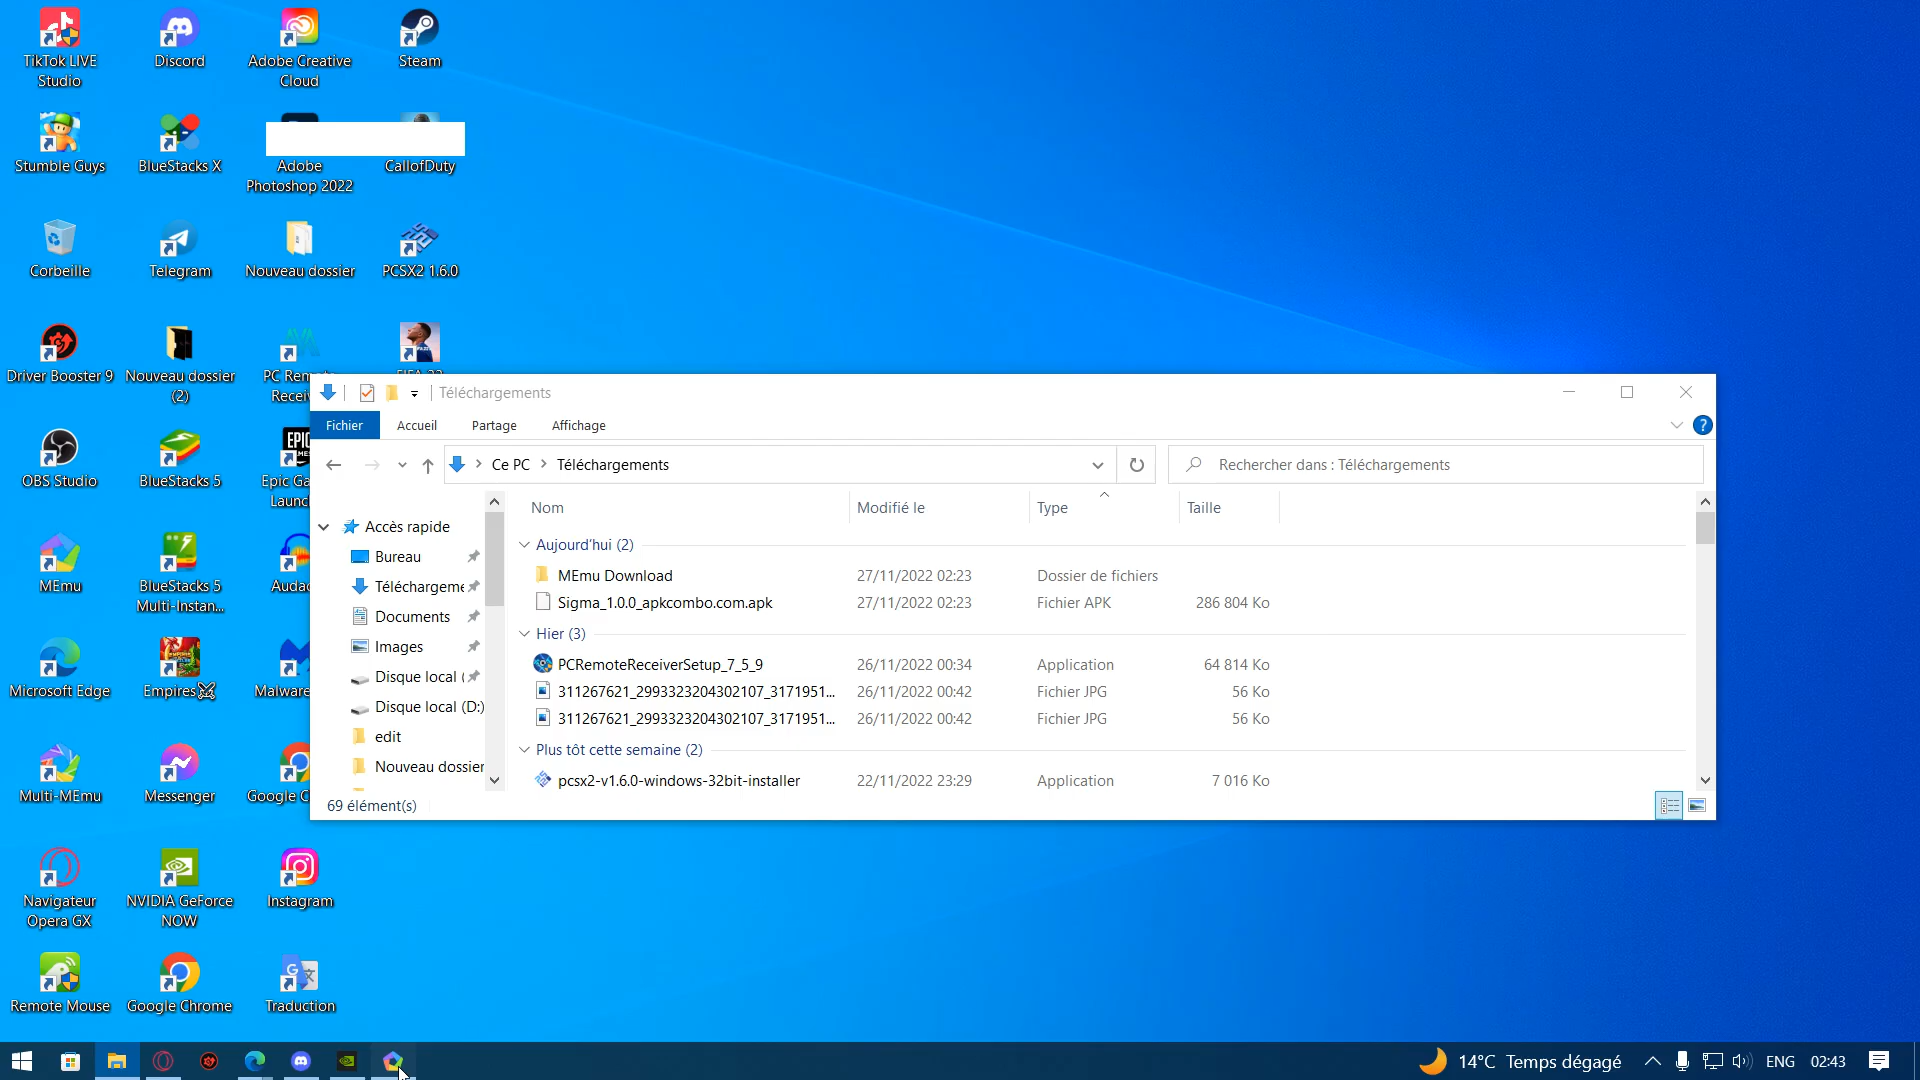 TikTok LIVE
Studio
Discord
Adobe Creative
Cloud
Steam
Stumble Guys
BlueStacks X
Adobe
Photoshop 2022
CallofDuty
Corbeille
Telegram
Nouveau dossier
PCSX2 1.6.0
Driver Booster 9
Nouveau dossier
(2)
PC Rem
Recei
OBS Studio
BlueStacks 5
EPIC
Epic Ga
Launc
MEmu
BlueStacks 5
Multi-Instan...
Audac
Microsoft Edge
Empires
Malware
Multi-MEmu
Messenger
Google C
Navigateur
Opera GX
NVIDIA GeForce
NOW
Instagram
Remote Mouse
Google Chrome
Traduction
Téléchargements
Fichier
Accueil
Partage
Affichage
Ce PC > Téléchargements
Rechercher dans : Téléchargements
Accès rapide
Bureau
Téléchargeme
Documents
Images
Disque local (
Disque local (D:)
edit
Nouveau dossier
Nom
Modifié le
Type
Taille
Aujourd'hui (2)
MEmu Download 27/11/2022 02:23 Dossier de fichiers
Sigma_1.0.0_apkcombo.com.apk 27/11/2022 02:23 Fichier APK 286 804 Ko
Hier (3)
PCRemoteReceiverSetup_7_5_9 26/11/2022 00:34 Application 64 814 Ko
311267621_2993323204302107_3171951... 26/11/2022 00:42 Fichier JPG 56 Ko
311267621_2993323204302107_3171951... 26/11/2022 00:42 Fichier JPG 56 Ko
Plus tôt cette semaine (2)
pcsx2-v1.6.0-windows-32bit-installer 22/11/2022 23:29 Application 7 016 Ko
69 élément(s)
14°C Temps dégagé
ENG
02:43